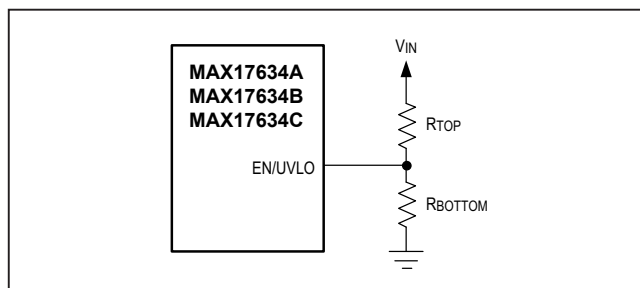 MAX17634A
MAX17634B
MAX17634C
EN/UVLO
VIN
RTOP
RBOTTOM